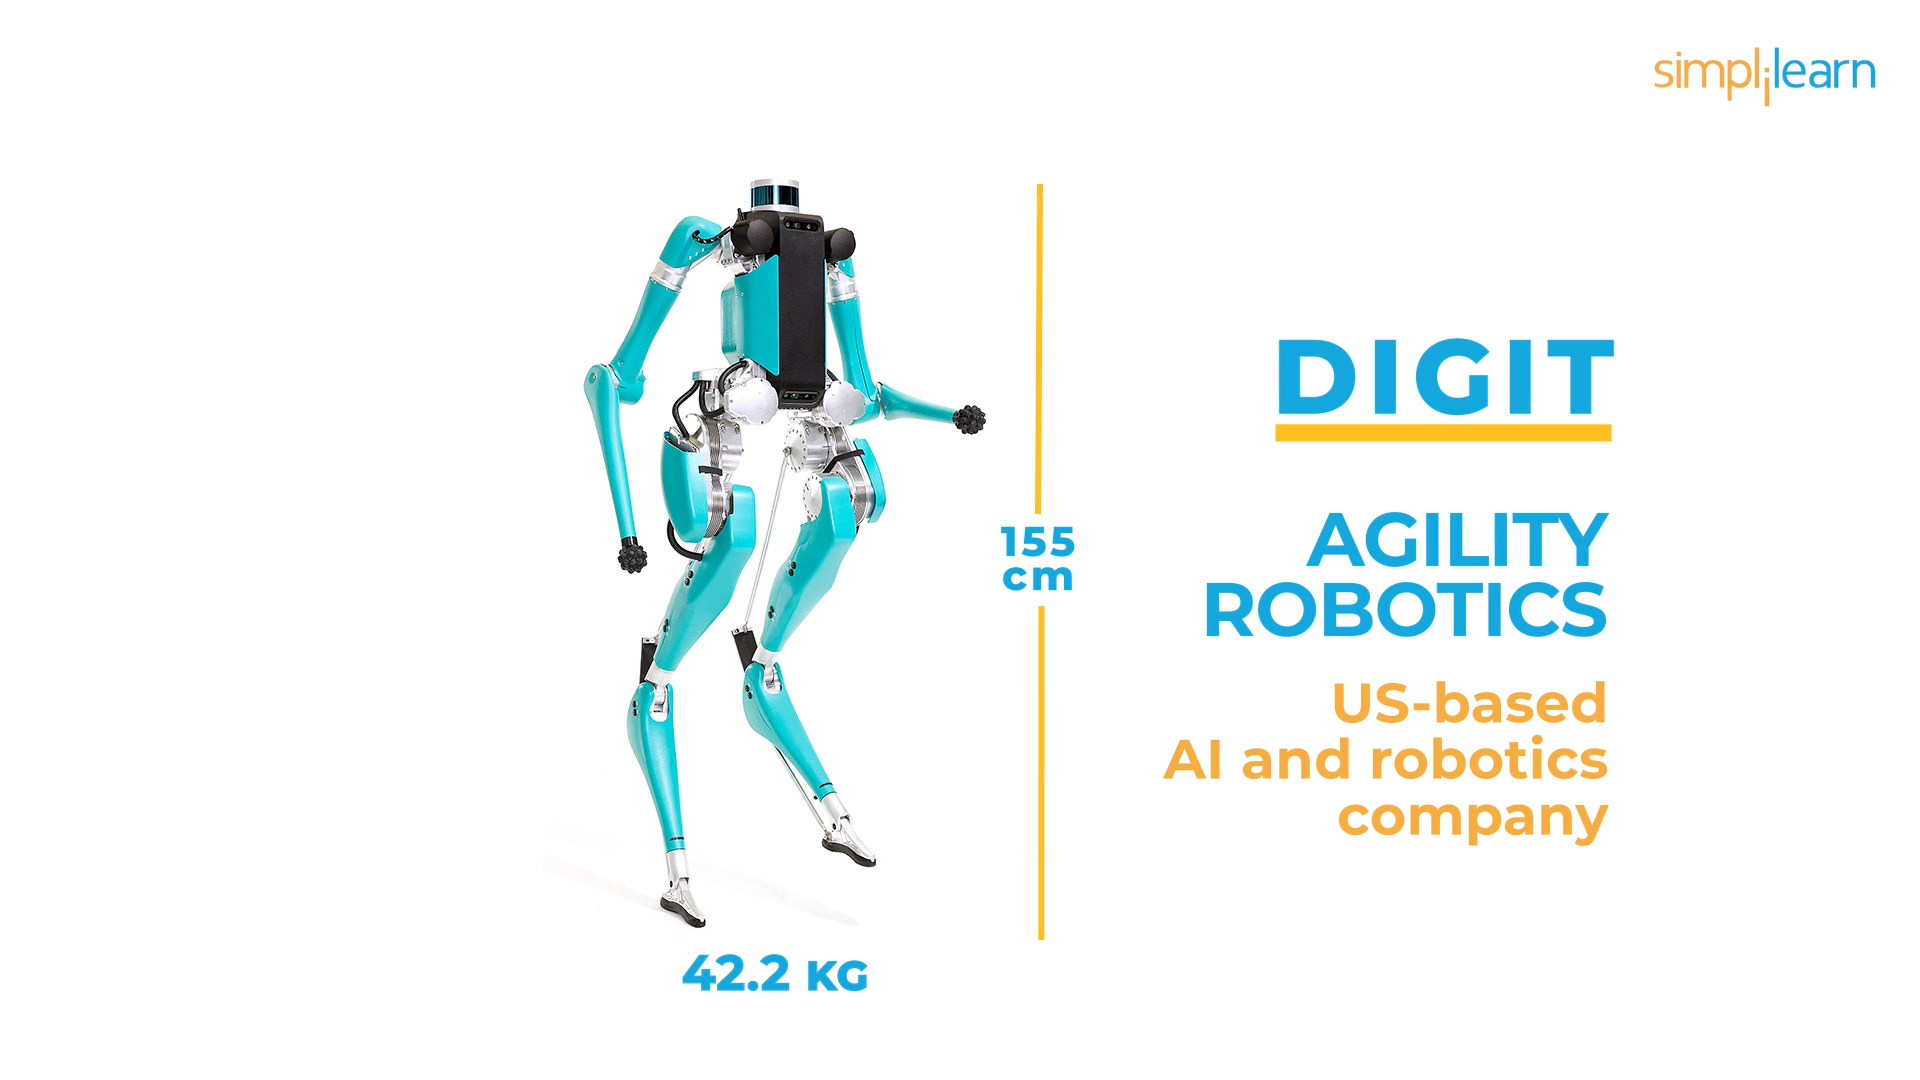 simplilearn
DIGIT
155
cm
AGILITY
ROBOTICS
US-based
AI and robotics
company
42.2 KG